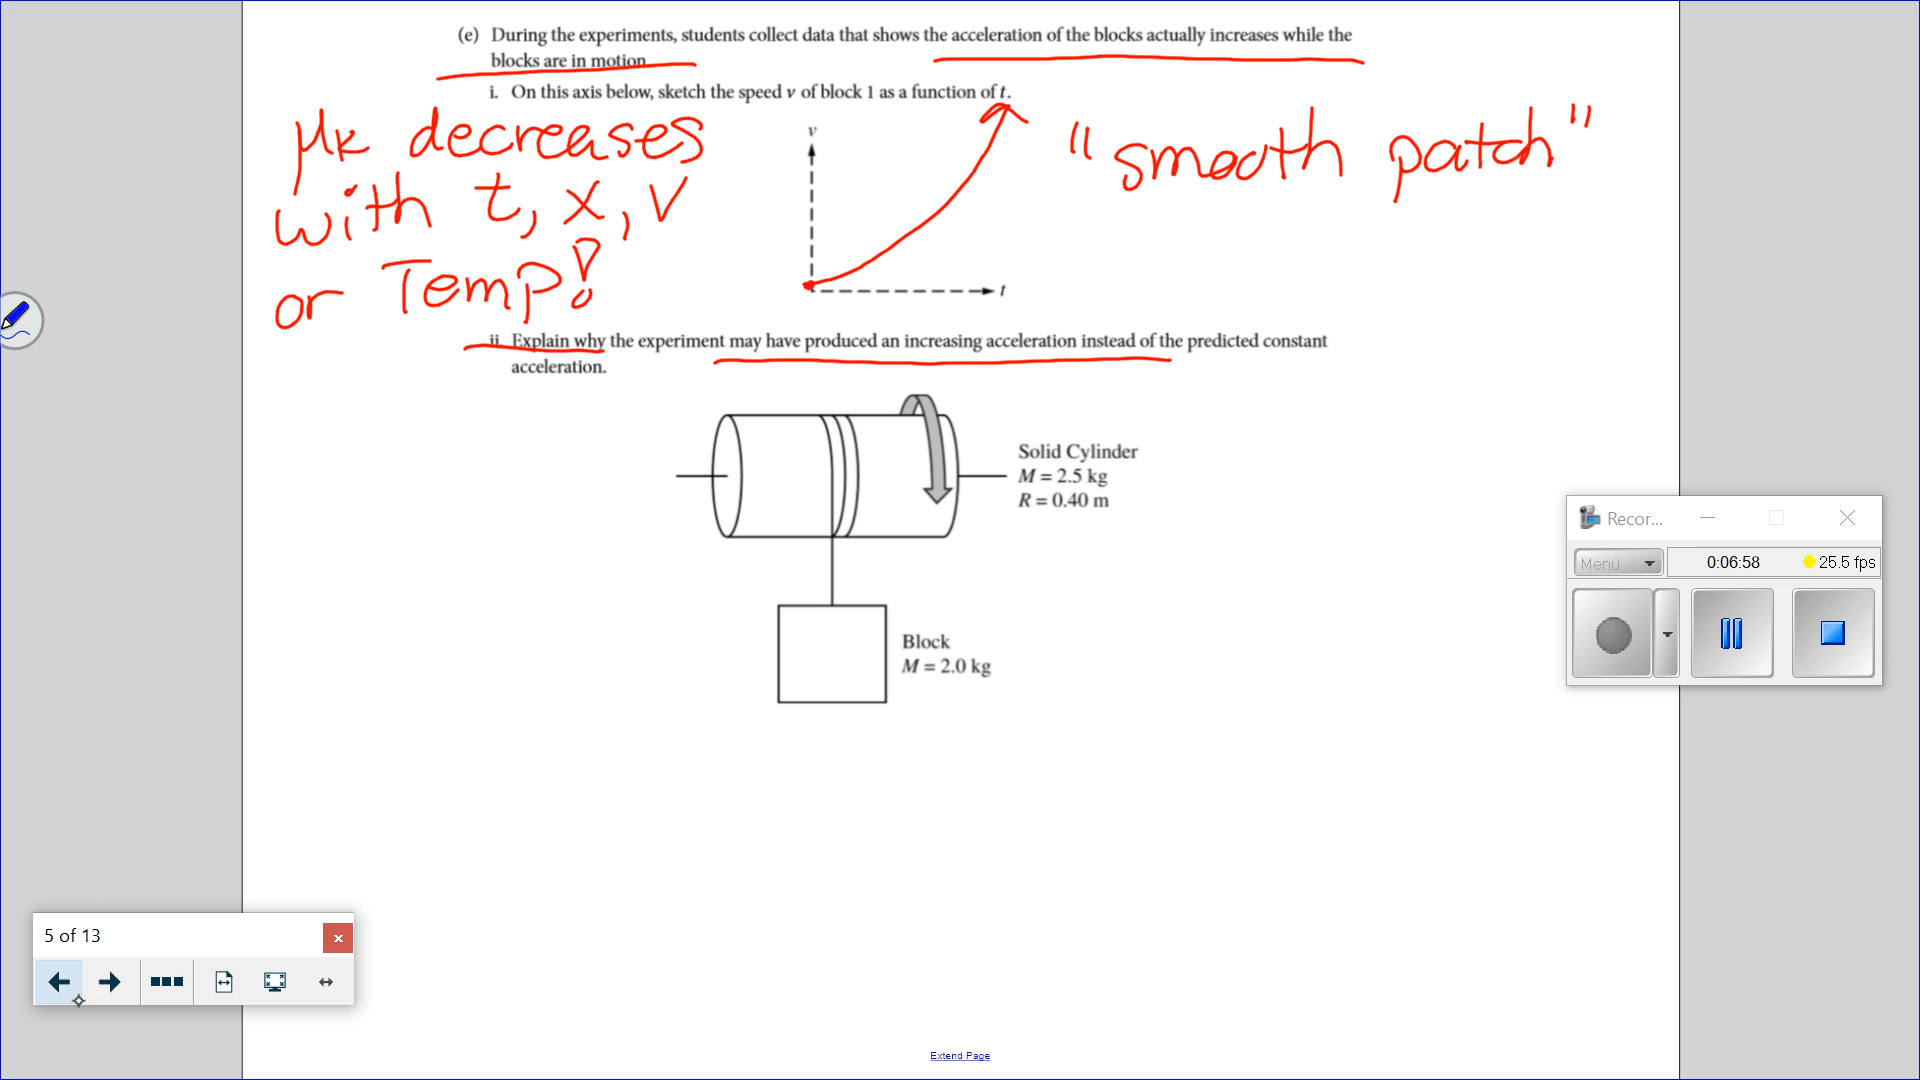 (e) During the experiments, students collect data that shows the acceleration of the blocks actually increases while the
blocks are in motion
i. On this axis below, sketch the speed v of block 1 as a function of t.
μk decreases
with t, x, v
or Temp!
v
t
"smooth patch"
ii. Explain why the experiment may have produced an increasing acceleration instead of the predicted constant
acceleration.
Solid Cylinder
M = 2.5 kg
R = 0.40 m
Block
M = 2.0 kg
Recor...
Menu
0:06:58
25.5 fps
5 of 13
Extend Page